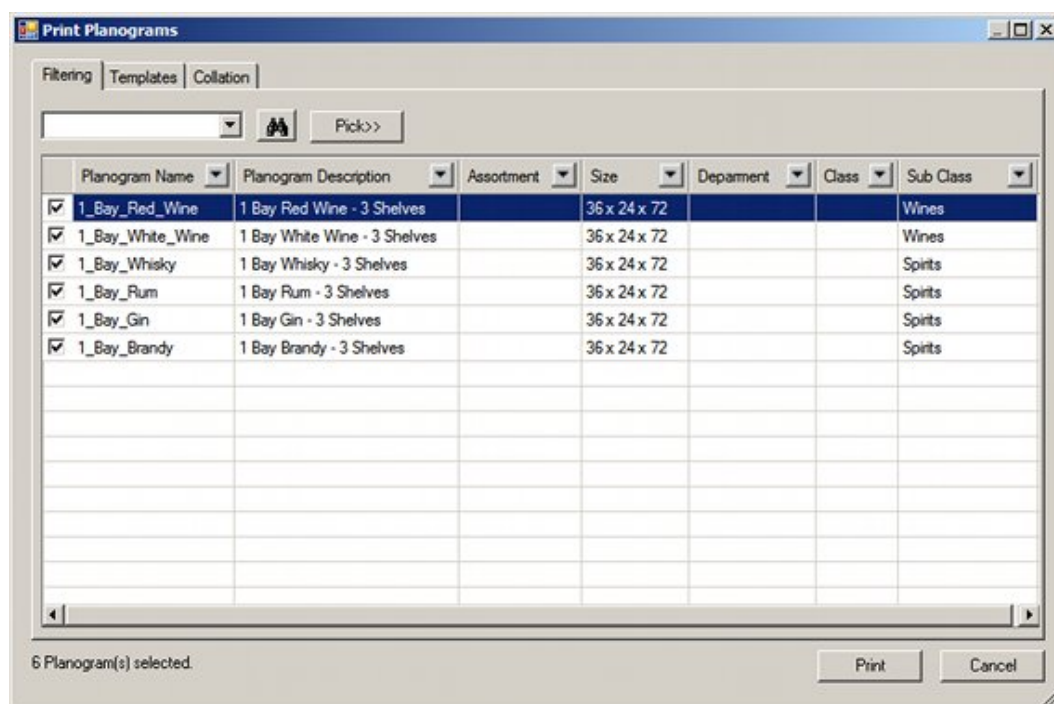 Print Planograms
Filtering Templates Collation
Pick>>
Planogram Name Planogram Description Assortment Size Deparment Class Sub Class
1_Bay_Red_Wine 1 Bay Red Wine - 3 Shelves 36 x 24 x 72 Wines
1_Bay_White_Wine 1 Bay White Wine - 3 Shelves 36 x 24 x 72 Wines
1_Bay_Whisky 1 Bay Whisky - 3 Shelves 36 x 24 x 72 Spirits
1_Bay_Rum 1 Bay Rum - 3 Shelves 36 x 24 x 72 Spirits
1_Bay_Gin 1 Bay Gin - 3 Shelves 36 x 24 x 72 Spirits
1_Bay_Brandy 1 Bay Brandy - 3 Shelves 36 x 24 x 72 Spirits
6 Planogram(s) selected. Print Cancel